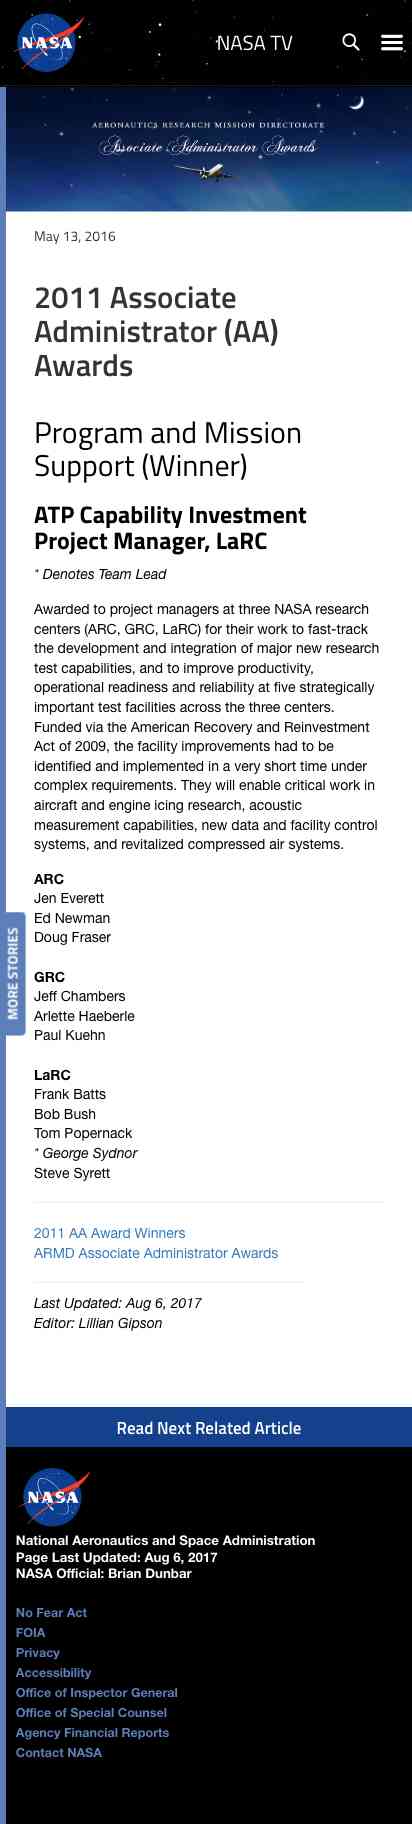 NASA
NASA TV
AERONAUTICS RESEARCH MISSION DIRECTORATE
Associate Administrator Awards
May 13, 2016
2011 Associate
Administrator (AA)
Awards
Program and Mission
Support (Winner)
ATP Capability Investment
Project Manager, LaRC
* Denotes Team Lead
Awarded to project managers at three NASA research
centers (ARC, GRC, LaRC) for their work to fast-track
the development and integration of major new research
test capabilities, and to improve productivity,
operational readiness and reliability at five strategically
important test facilities across the three centers.
Funded via the American Recovery and Reinvestment
Act of 2009, the facility improvements had to be
identified and implemented in a very short time under
complex requirements. They will enable critical work in
aircraft and engine icing research, acoustic
measurement capabilities, new data and facility control
systems, and revitalized compressed air systems.
ARC
Jen Everett
Ed Newman
Doug Fraser
MORE STORIES
GRC
Jeff Chambers
Arlette Haeberle
Paul Kuehn
LaRC
Frank Batts
Bob Bush
Tom Popernack
* George Sydnor
Steve Syrett
2011 AA Award Winners
ARMD Associate Administrator Awards
Last Updated: Aug 6, 2017
Editor: Lillian Gipson
Read Next Related Article
NASA
National Aeronautics and Space Administration
Page Last Updated: Aug 6, 2017
NASA Official: Brian Dunbar
No Fear Act
FOIA
Privacy
Accessibility
Office of Inspector General
Office of Special Counsel
Agency Financial Reports
Contact NASA